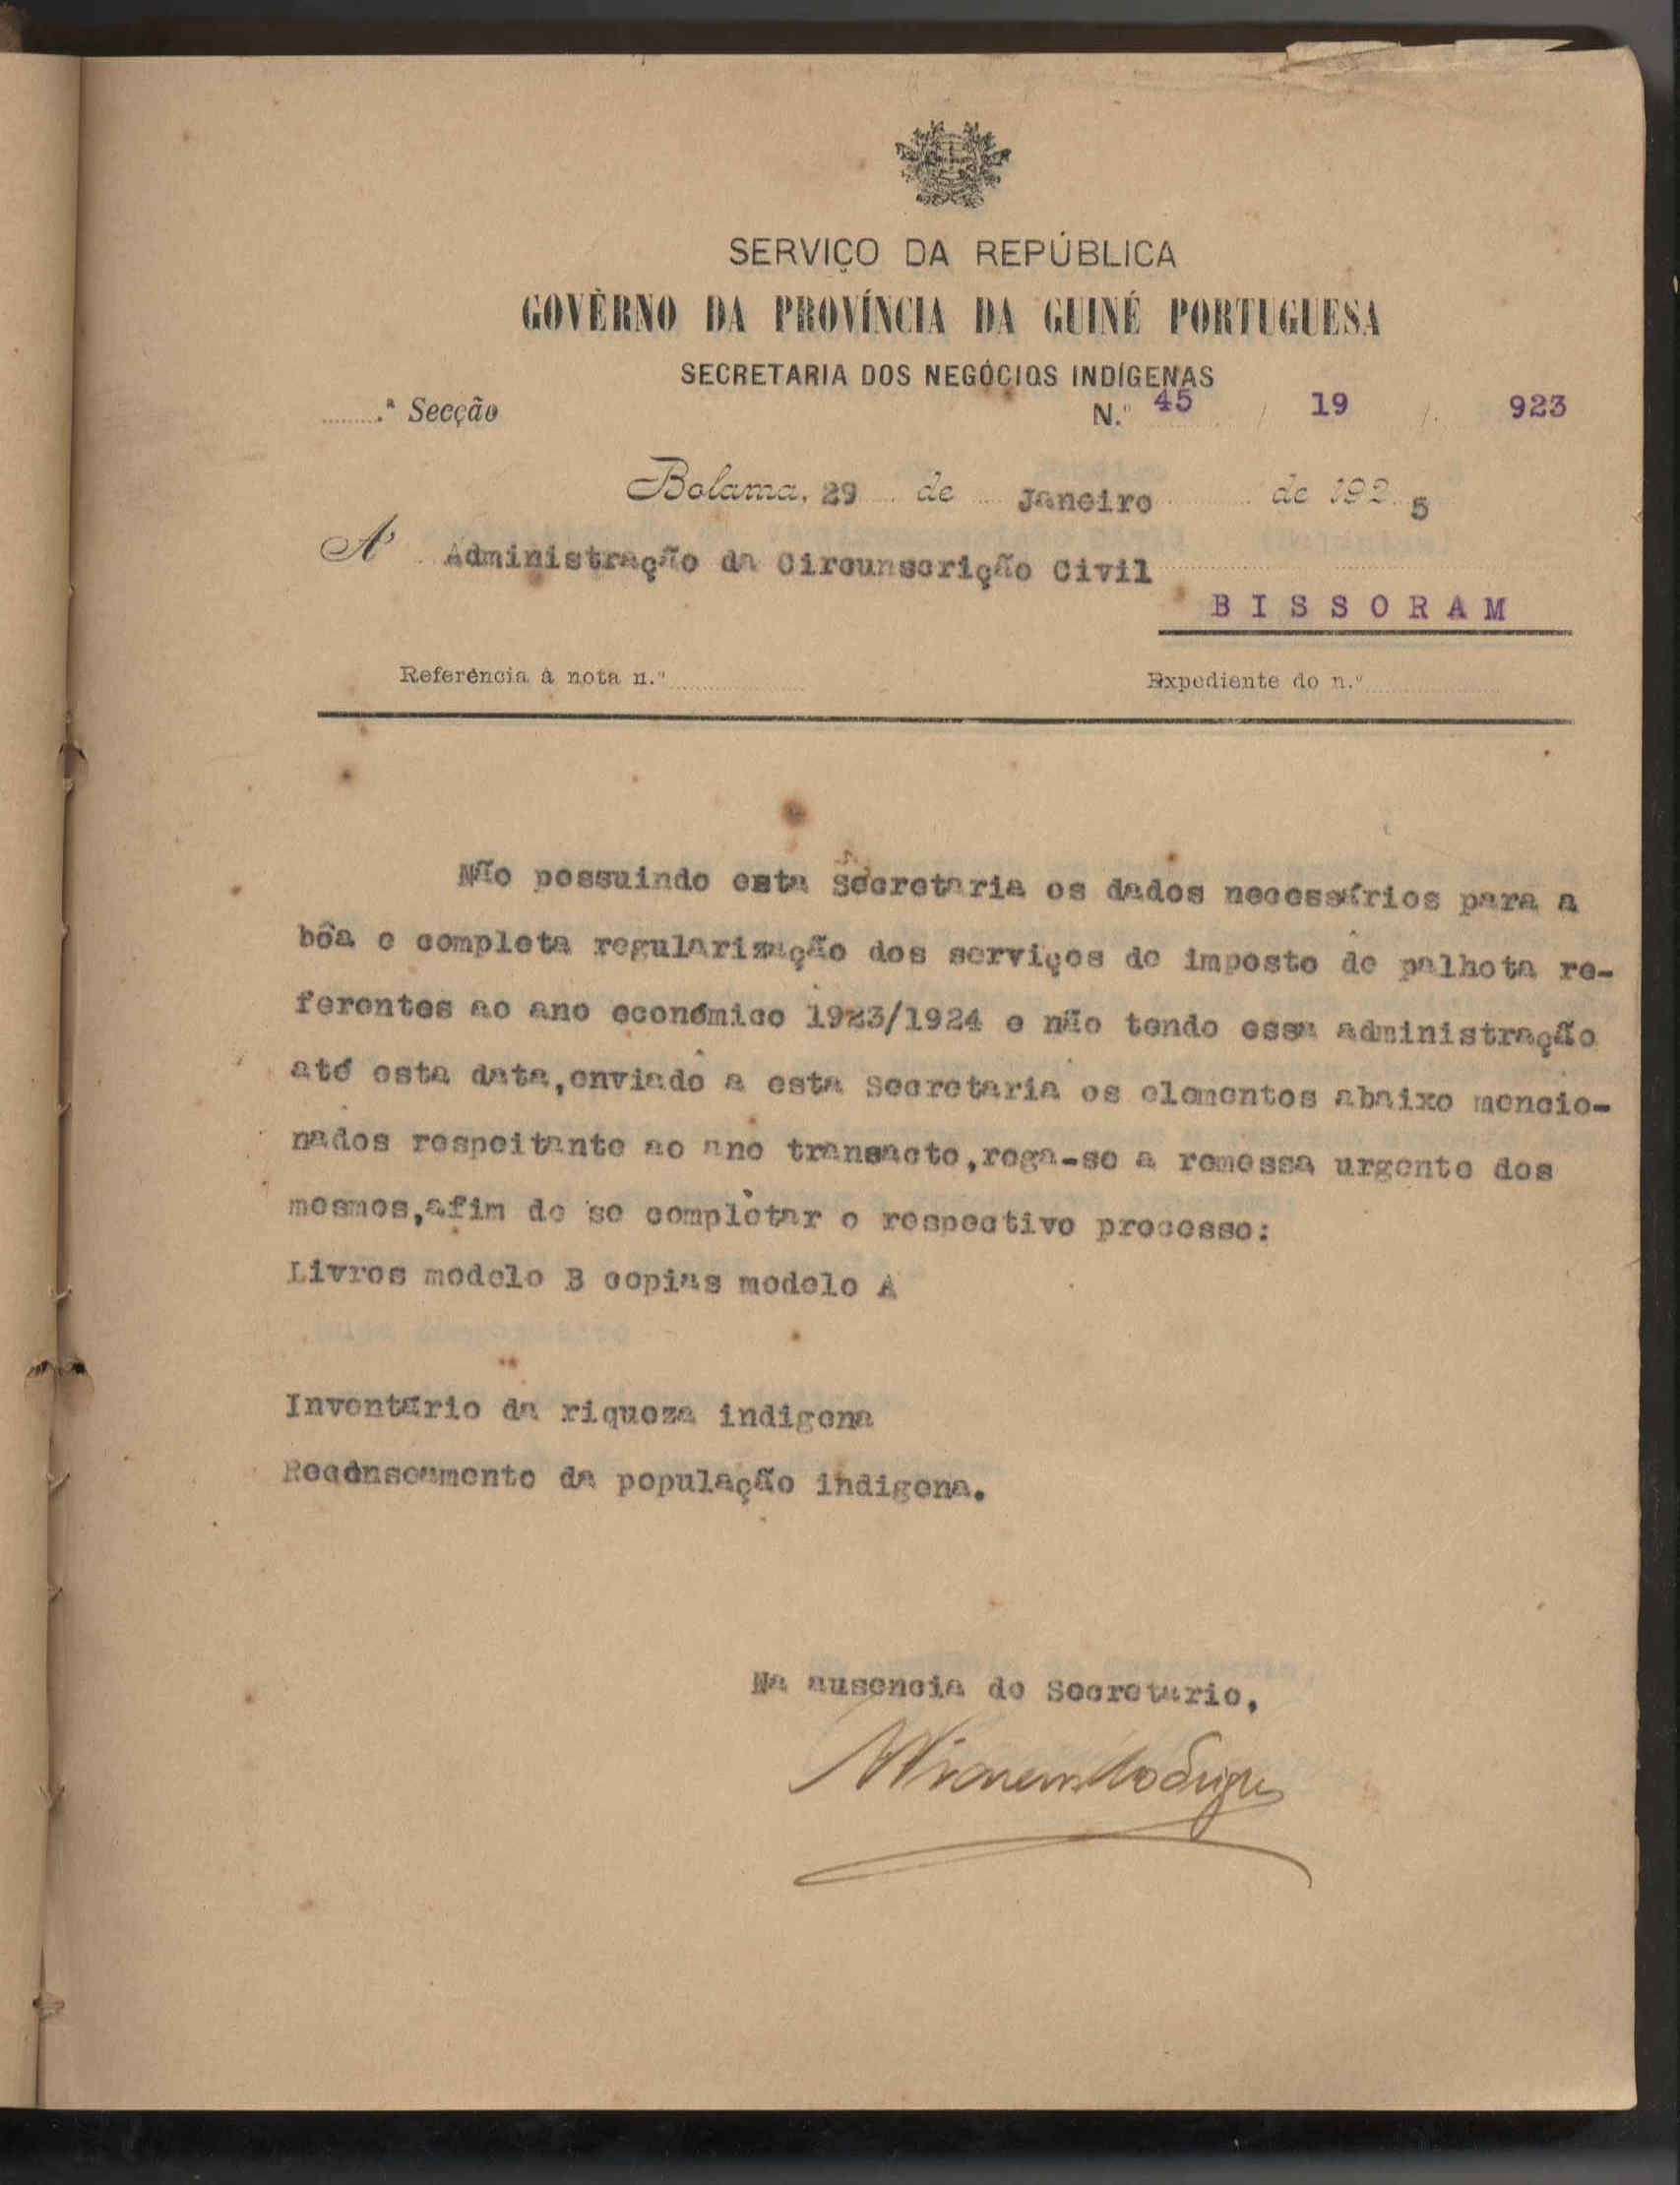 SERVIÇO DA REPÚBLICA
GOVÊRNO DA PROVÍNCIA DA GUINÉ PORTUGUESA
SECRETARIA DOS NEGÓCIOS INDÍGENAS
.ª Secção N.º 45 / 19 / 923
Bolama, 29 de Janeiro de 192 5
A' Administração da Circunscrição Civil
BISSORAM
Referência à nota n.º Expediente do n.º
Não possuindo esta Secretaria os dados necessários para a
bôa e completa regularização dos serviços do imposto de palhota re-
ferentes ao ano económico 1923/1924 e não tendo essa administração
até esta data,enviado a esta Secretaria os elementos abaixo mencio-
nados respeitante ao ano transacto,roga-se a remessa urgente dos
mesmos,afim de se completar o respectivo processo:
Livros modelo B copias modelo A
Inventário da riqueza indigena
Recenseamento da população indigena.
Na ausencia do Secretario,
Rodrigues